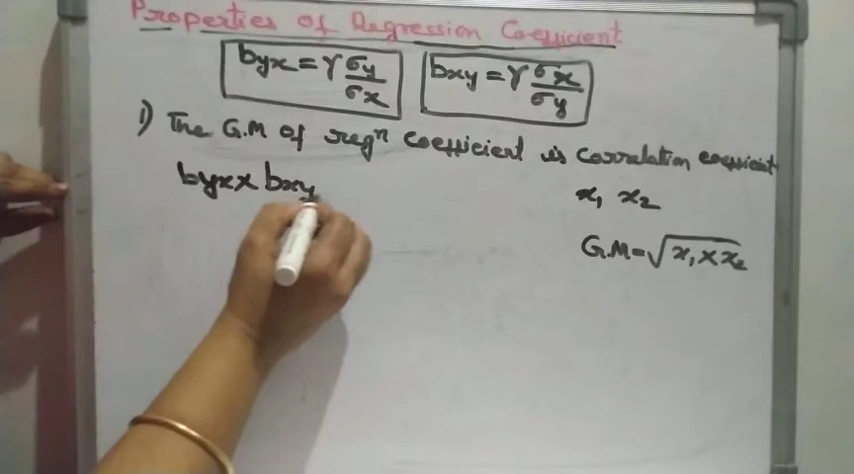 Properties of Regression Coefficient
byx = r σy/σx bxy = r σx/σy
1) The G.M of regⁿ coefficient is correlation coefficient
byx x bxy
x₁ x₂
G.M = √x₁ x x₂